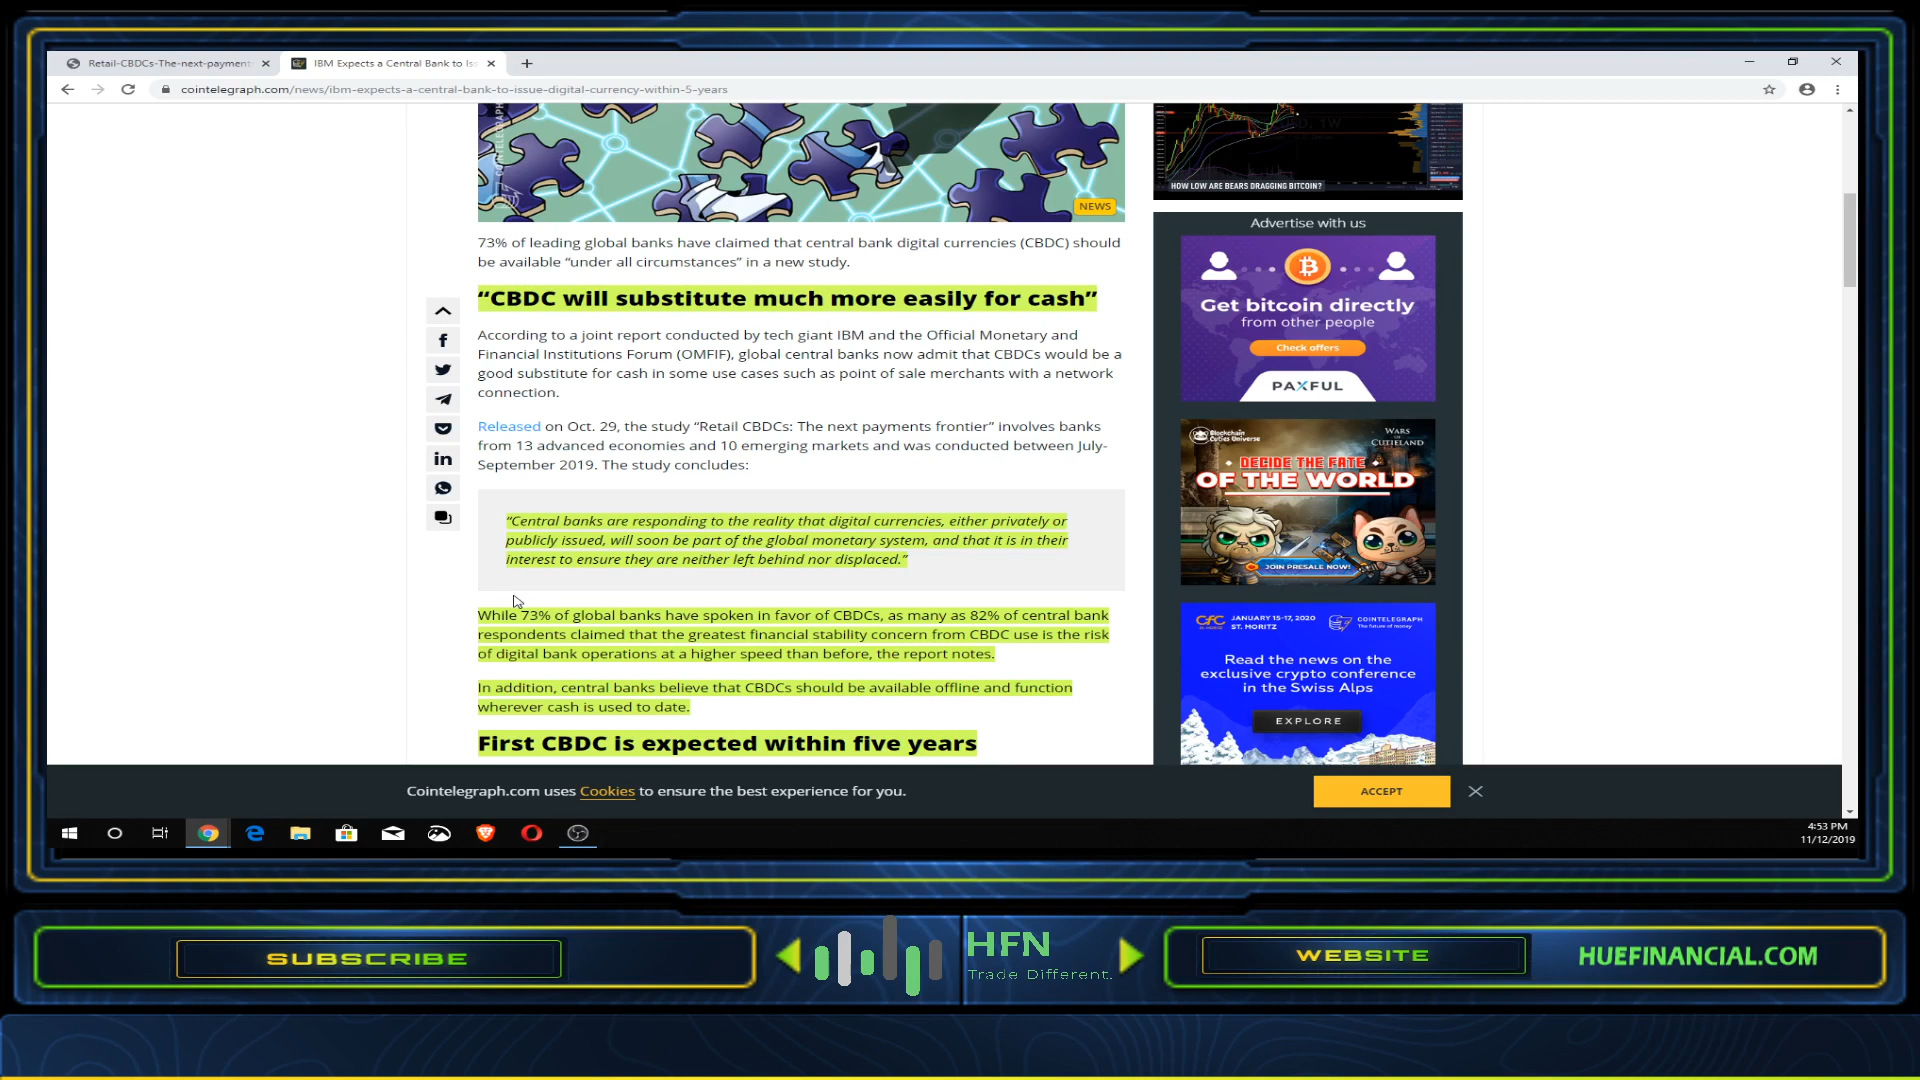 Retail-CBDCs-The-next-payment
IBM Expects a Central Bank to Is
cointelegraph.com/news/ibm-expects-a-central-bank-to-issue-digital-currency-within-5-years
COINTELEGRAPH
NEWS
73% of leading global banks have claimed that central bank digital currencies (CBDC) should
be available “under all circumstances” in a new study.
“CBDC will substitute much more easily for cash”
According to a joint report conducted by tech giant IBM and the Official Monetary and
Financial Institutions Forum (OMFIF), global central banks now admit that CBDCs would be a
good substitute for cash in some use cases such as point of sale merchants with a network
connection.
Released on Oct. 29, the study “Retail CBDCs: The next payments frontier” involves banks
from 13 advanced economies and 10 emerging markets and was conducted between July-
September 2019. The study concludes:
“Central banks are responding to the reality that digital currencies, either privately or
publicly issued, will soon be part of the global monetary system, and that it is in their
interest to ensure they are neither left behind nor displaced.”
While 73% of global banks have spoken in favor of CBDCs, as many as 82% of central bank
respondents claimed that the greatest financial stability concern from CBDC use is the risk
of digital bank operations at a higher speed than before, the report notes.
In addition, central banks believe that CBDCs should be available offline and function
wherever cash is used to date.
First CBDC is expected within five years
HOW LOW ARE BEARS DRAGGING BITCOIN?
Advertise with us
Get bitcoin directly
from other people
Check offers
PAXFUL
Blockchain
Cuties Universe
WARS
OF
CUTIELAND
DECIDE THE FATE
OF THE WORLD
JOIN PRESALE NOW!
CFC
JANUARY 15-17, 2020
ST. MORITZ
COINTELEGRAPH
The future of money
Read the news on the
exclusive crypto conference
in the Swiss Alps
EXPLORE
Cointelegraph.com uses Cookies to ensure the best experience for you.
ACCEPT
4:53 PM
11/12/2019
SUBSCRIBE
HFN
Trade Different.
WEBSITE
HUEFINANCIAL.COM